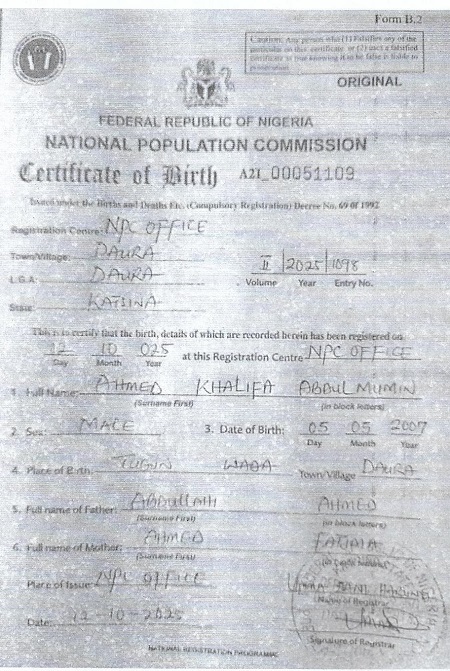 Form B.2
Caution: Any person who (1) Falsifies any of the
particulars on this certificate or (2) uses a falsified
certificate as true knowing it to be false is liable to
prosecution
ORIGINAL
FEDERAL REPUBLIC OF NIGERIA
NATIONAL POPULATION COMMISSION
Certificate of Birth A21_00051109
Issued under the Births and Deaths Etc. (Compulsory Registration) Decree No. 69 of 1992
Registration Centre: NPC OFFICE
Town/Village: DAURA
L.G.A: DAURA
II 2025 1098
Volume Year Entry No.
State: KATSINA
This is to certify that the birth, details of which are recorded herein has been registered on
12 10 025 at this Registration Centre NPC OFFICE
Day Month Year
1. Full Name: AHMED KHALIFA ABDUL MUMIN
(Surname First) (in block letters)
2. Sex: MALE 3. Date of Birth: 05 05 2007
Day Month Year
4. Place of Birth: WADA Town/Village DAURA
5. Full name of Father: ABDULLAHI AHMED
(Surname First) (in block letters)
6. Full name of Mother: AHMED FATIMA
(Surname First)
Place of Issue: NPC OFFICE
(Name of Registrar
Date: 12-10-2025
Signature of Registrar
NATIONAL REGISTRATION PROGRAMME